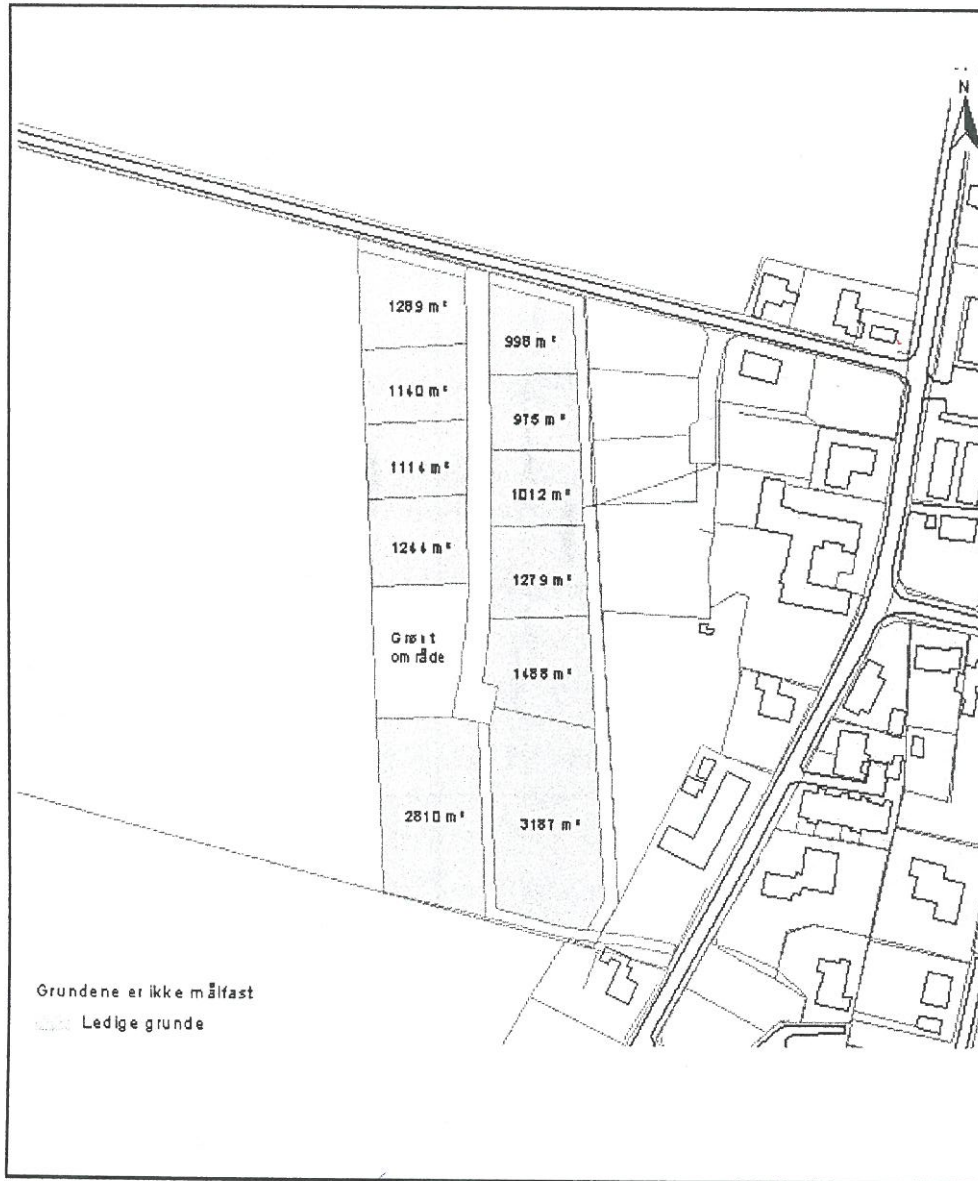 N
1289 m²
998 m²
1140 m²
975 m²
1114 m²
1012 m²
1244 m²
1279 m²
Grønt
område
1488 m²
2810 m²
3187 m²
Grundene er ikke målfast
Ledige grunde